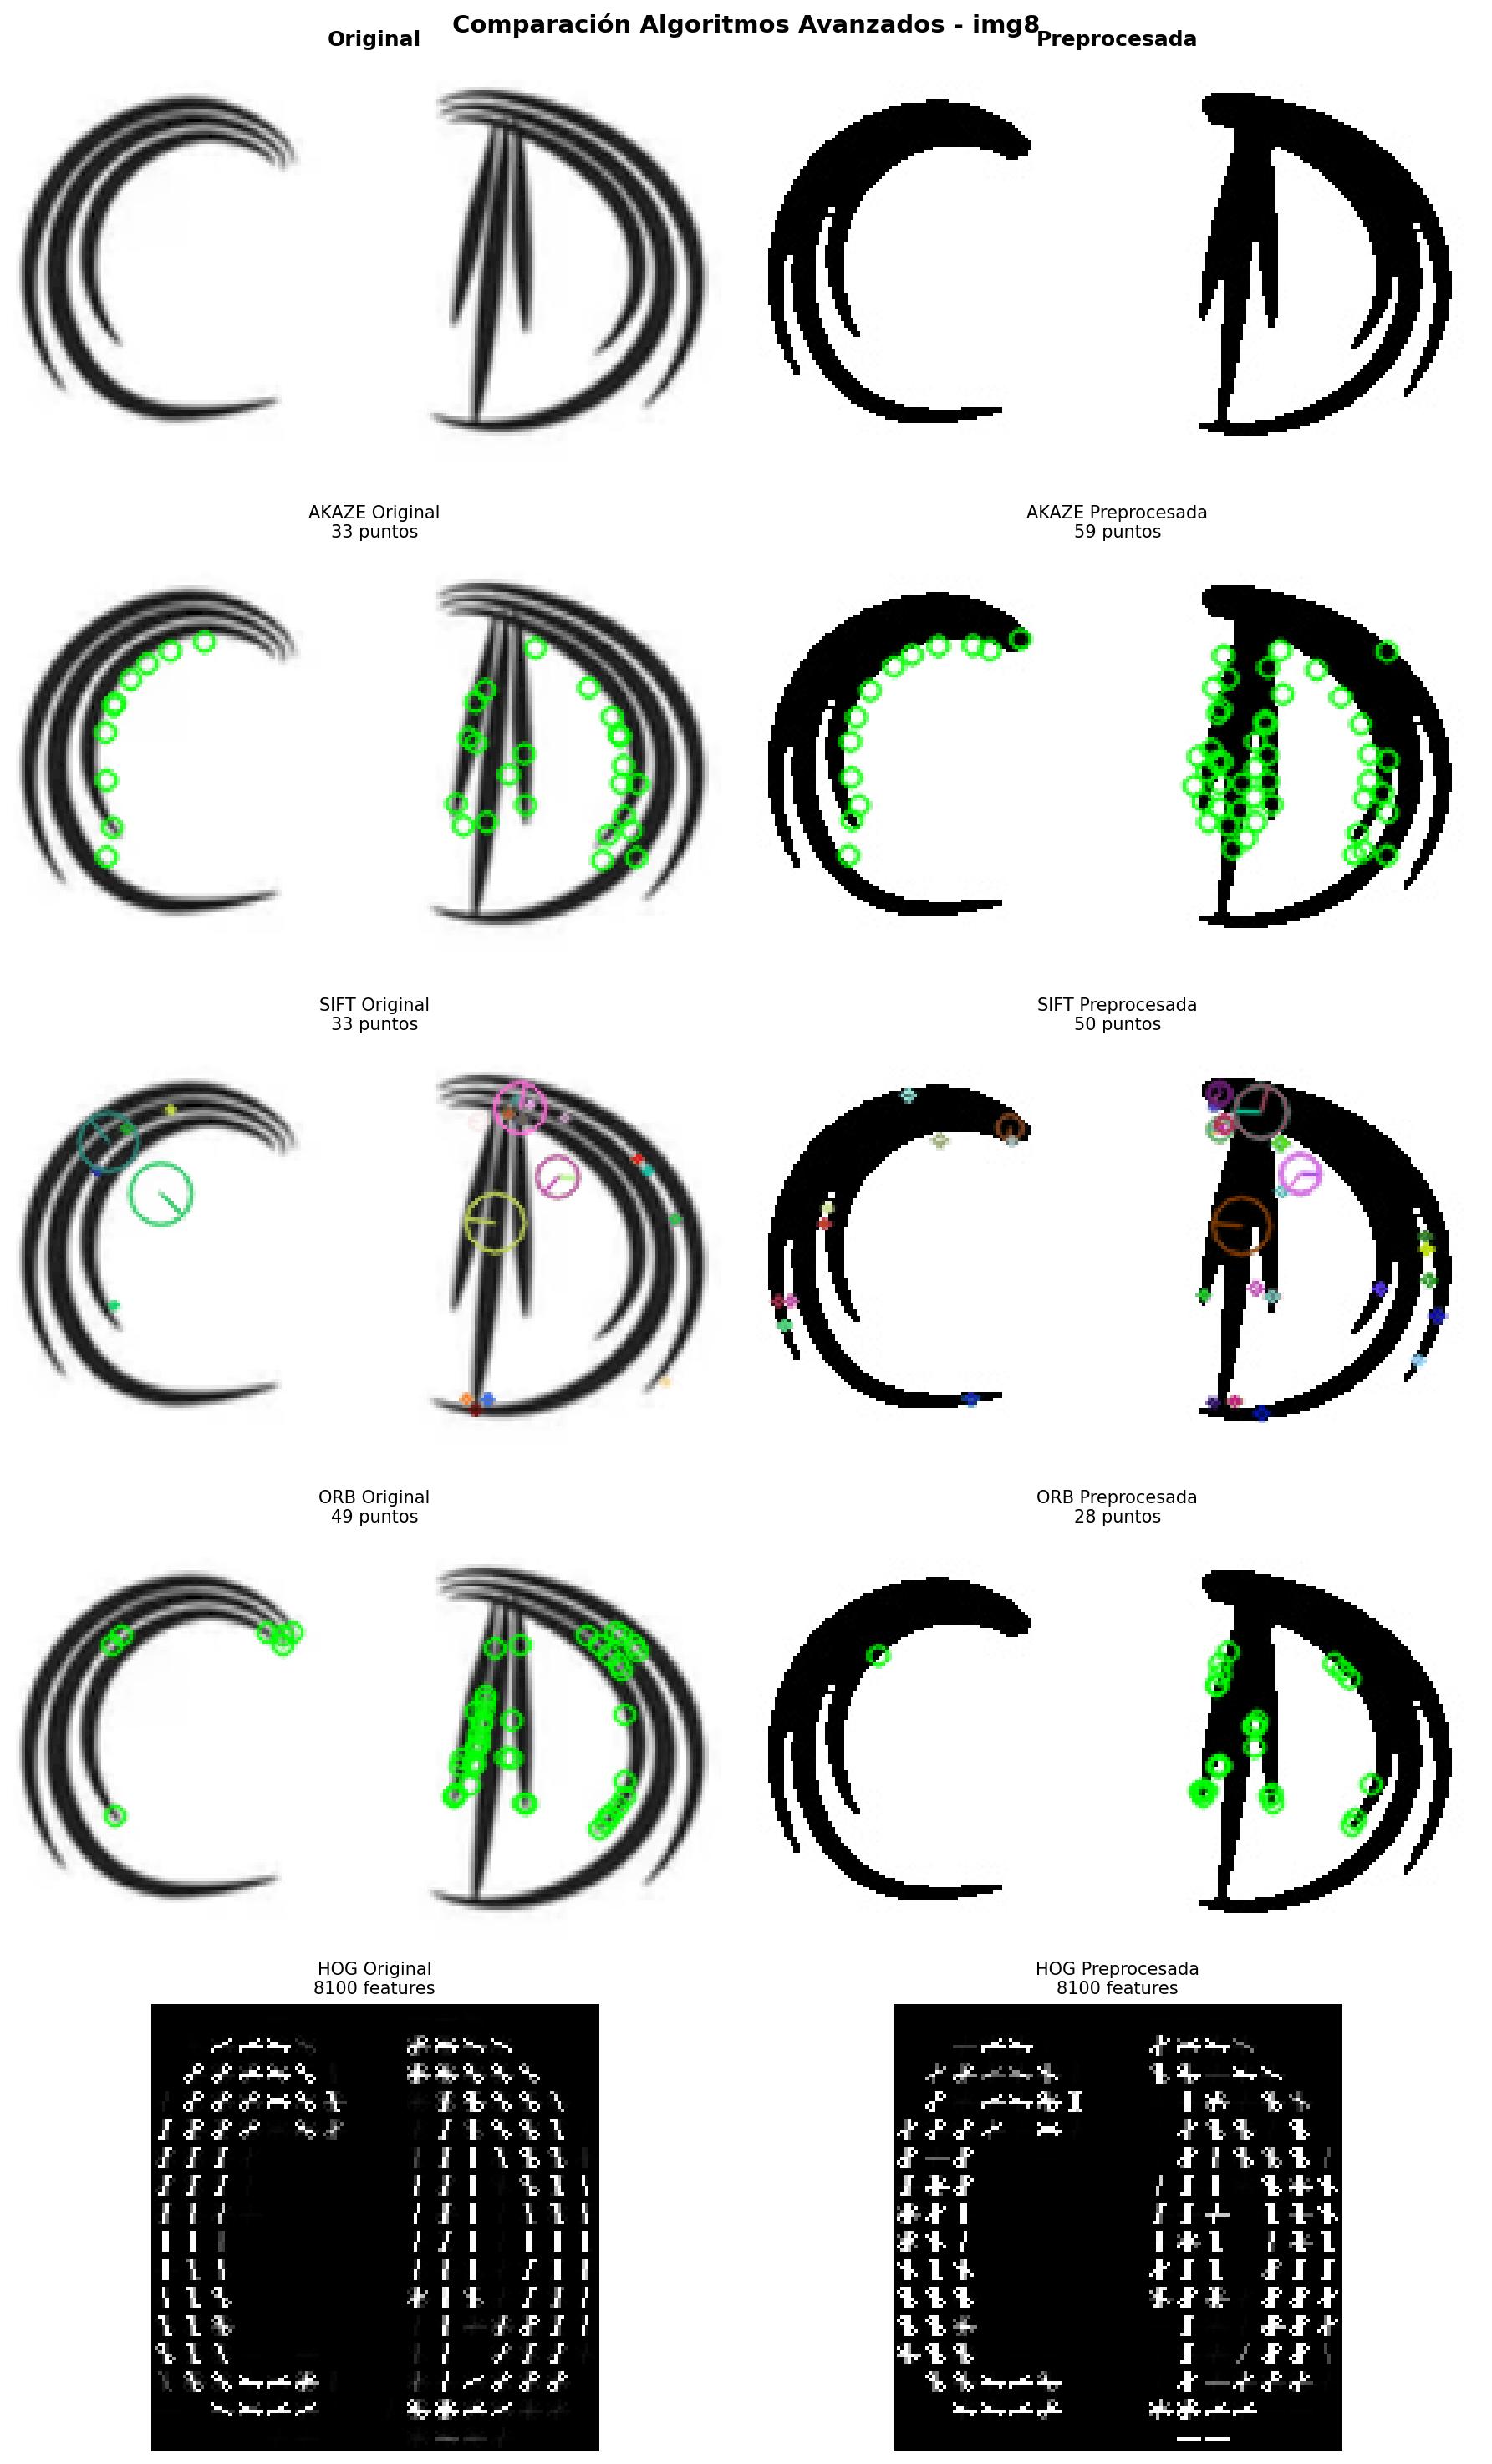 Comparación Algoritmos Avanzados - img8
Original Preprocesada
C D C D
AKAZE Original AKAZE Preprocesada
33 puntos 59 puntos
C D C D
SIFT Original SIFT Preprocesada
33 puntos 50 puntos
C D C D
ORB Original ORB Preprocesada
49 puntos 28 puntos
C D C D
HOG Original HOG Preprocesada
8100 features 8100 features
C D C D